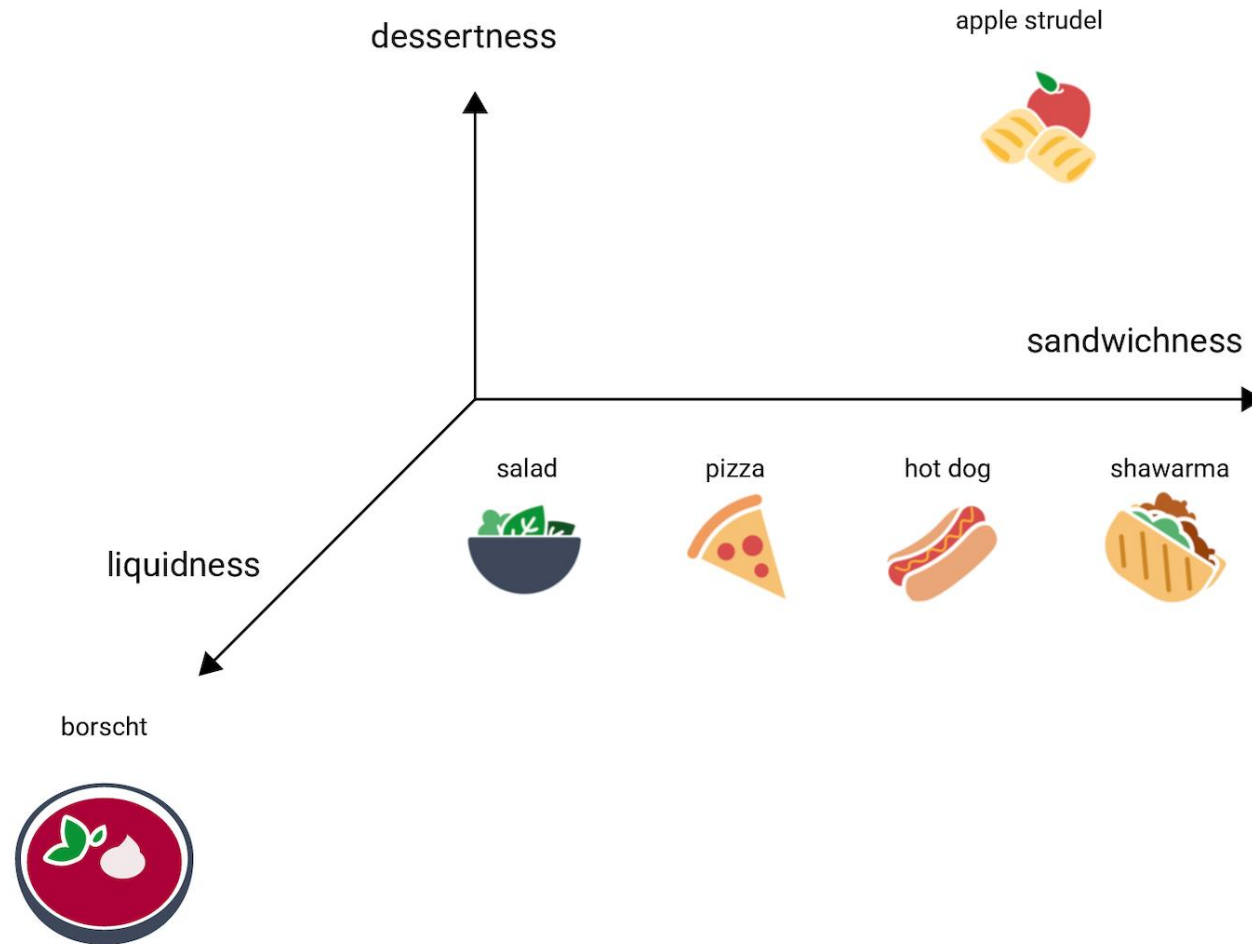 apple strudel
dessertness
sandwichness
salad
pizza
hot dog
shawarma
liquidness
borscht